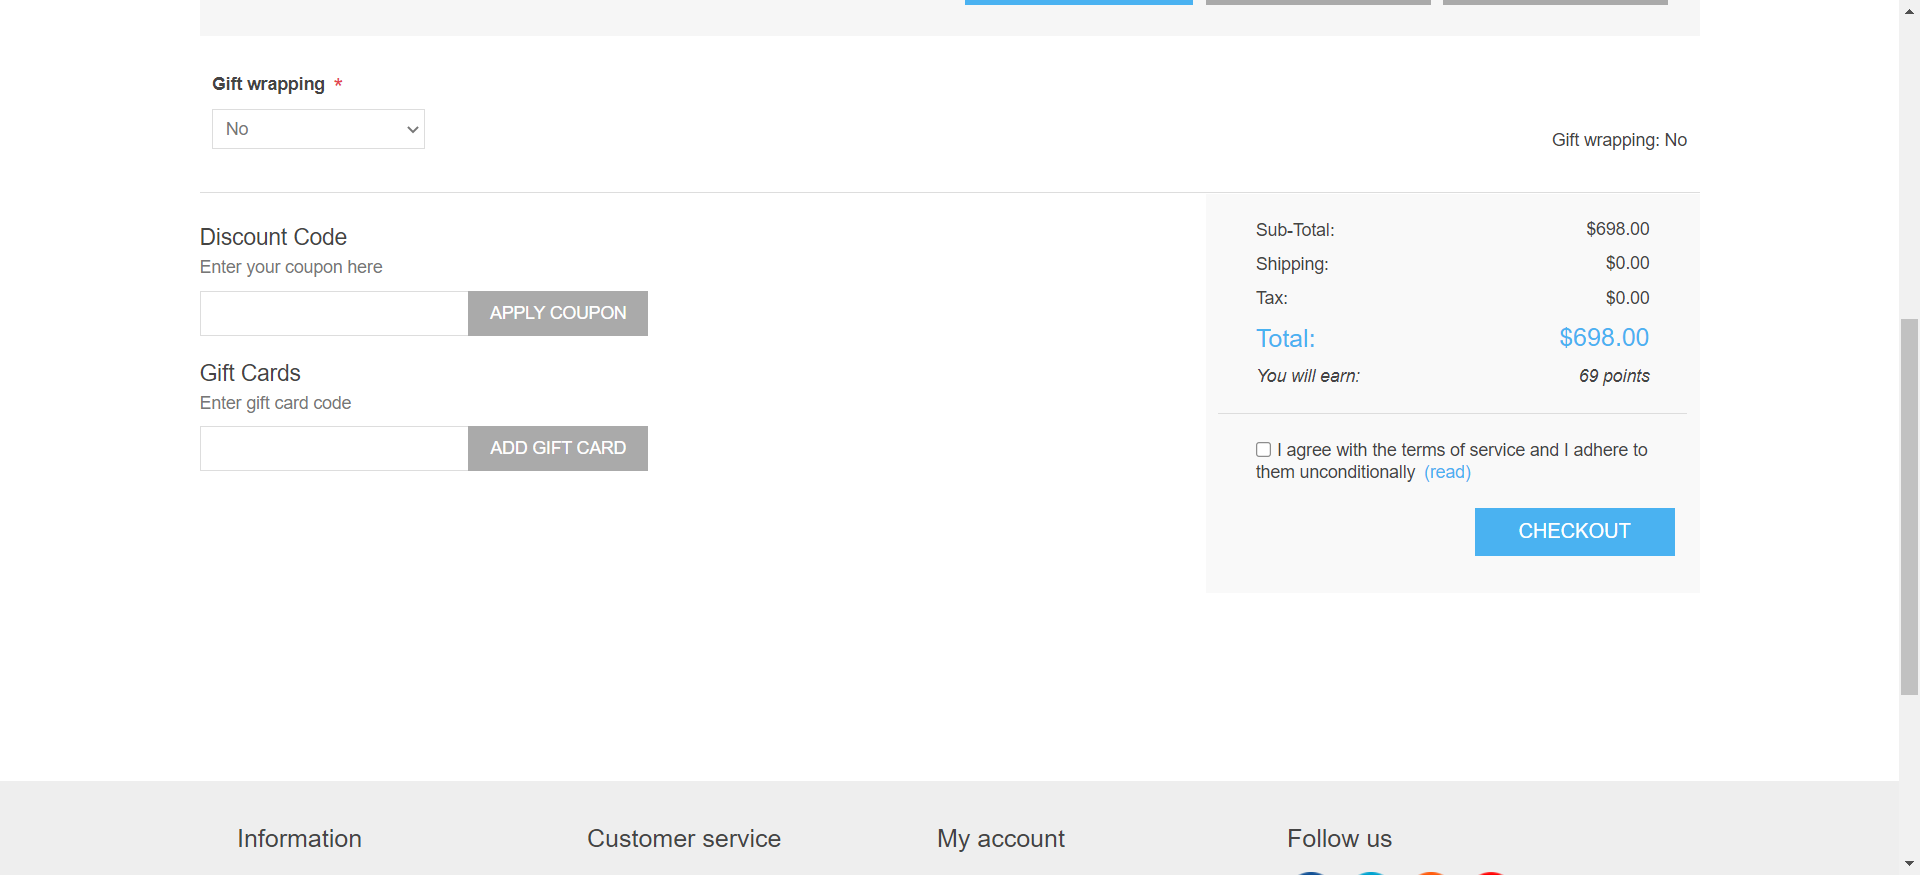 Gift wrapping *
No
Gift wrapping: No
Discount Code
Enter your coupon here
APPLY COUPON
Gift Cards
Enter gift card code
ADD GIFT CARD
Sub-Total: $698.00
Shipping: $0.00
Tax: $0.00
Total: $698.00
You will earn: 69 points
I agree with the terms of service and I adhere to
them unconditionally (read)
CHECKOUT
Information
Customer service
My account
Follow us